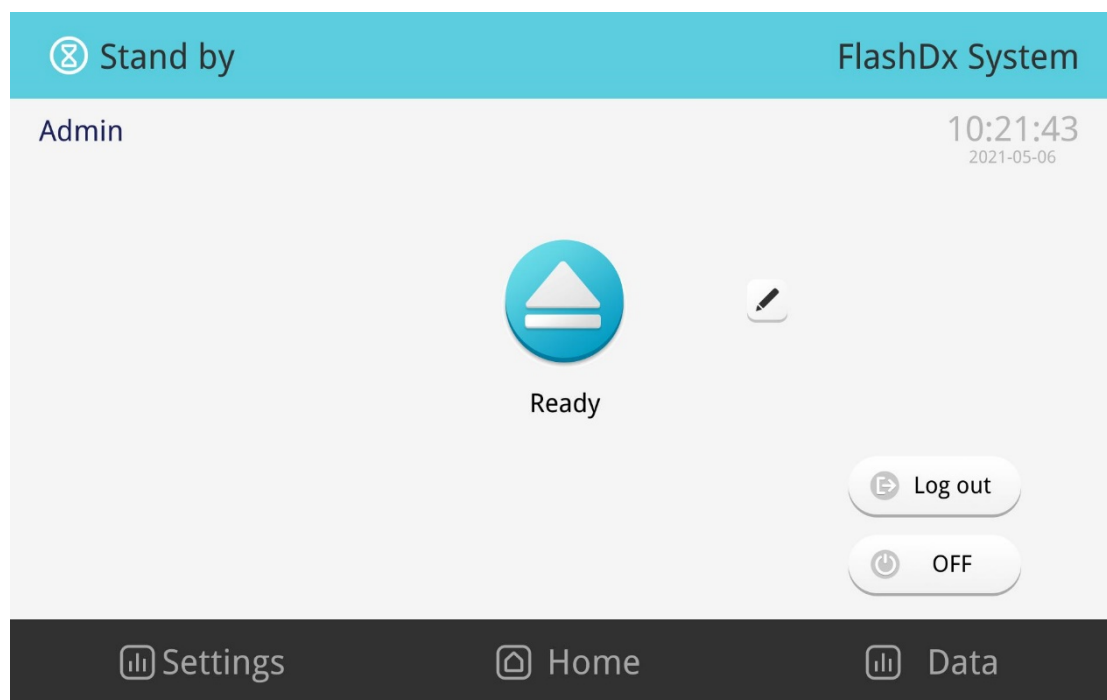 Stand by
FlashDx System
Admin
10:21:43
2021-05-06
Ready
Log out
OFF
Settings
Home
Data